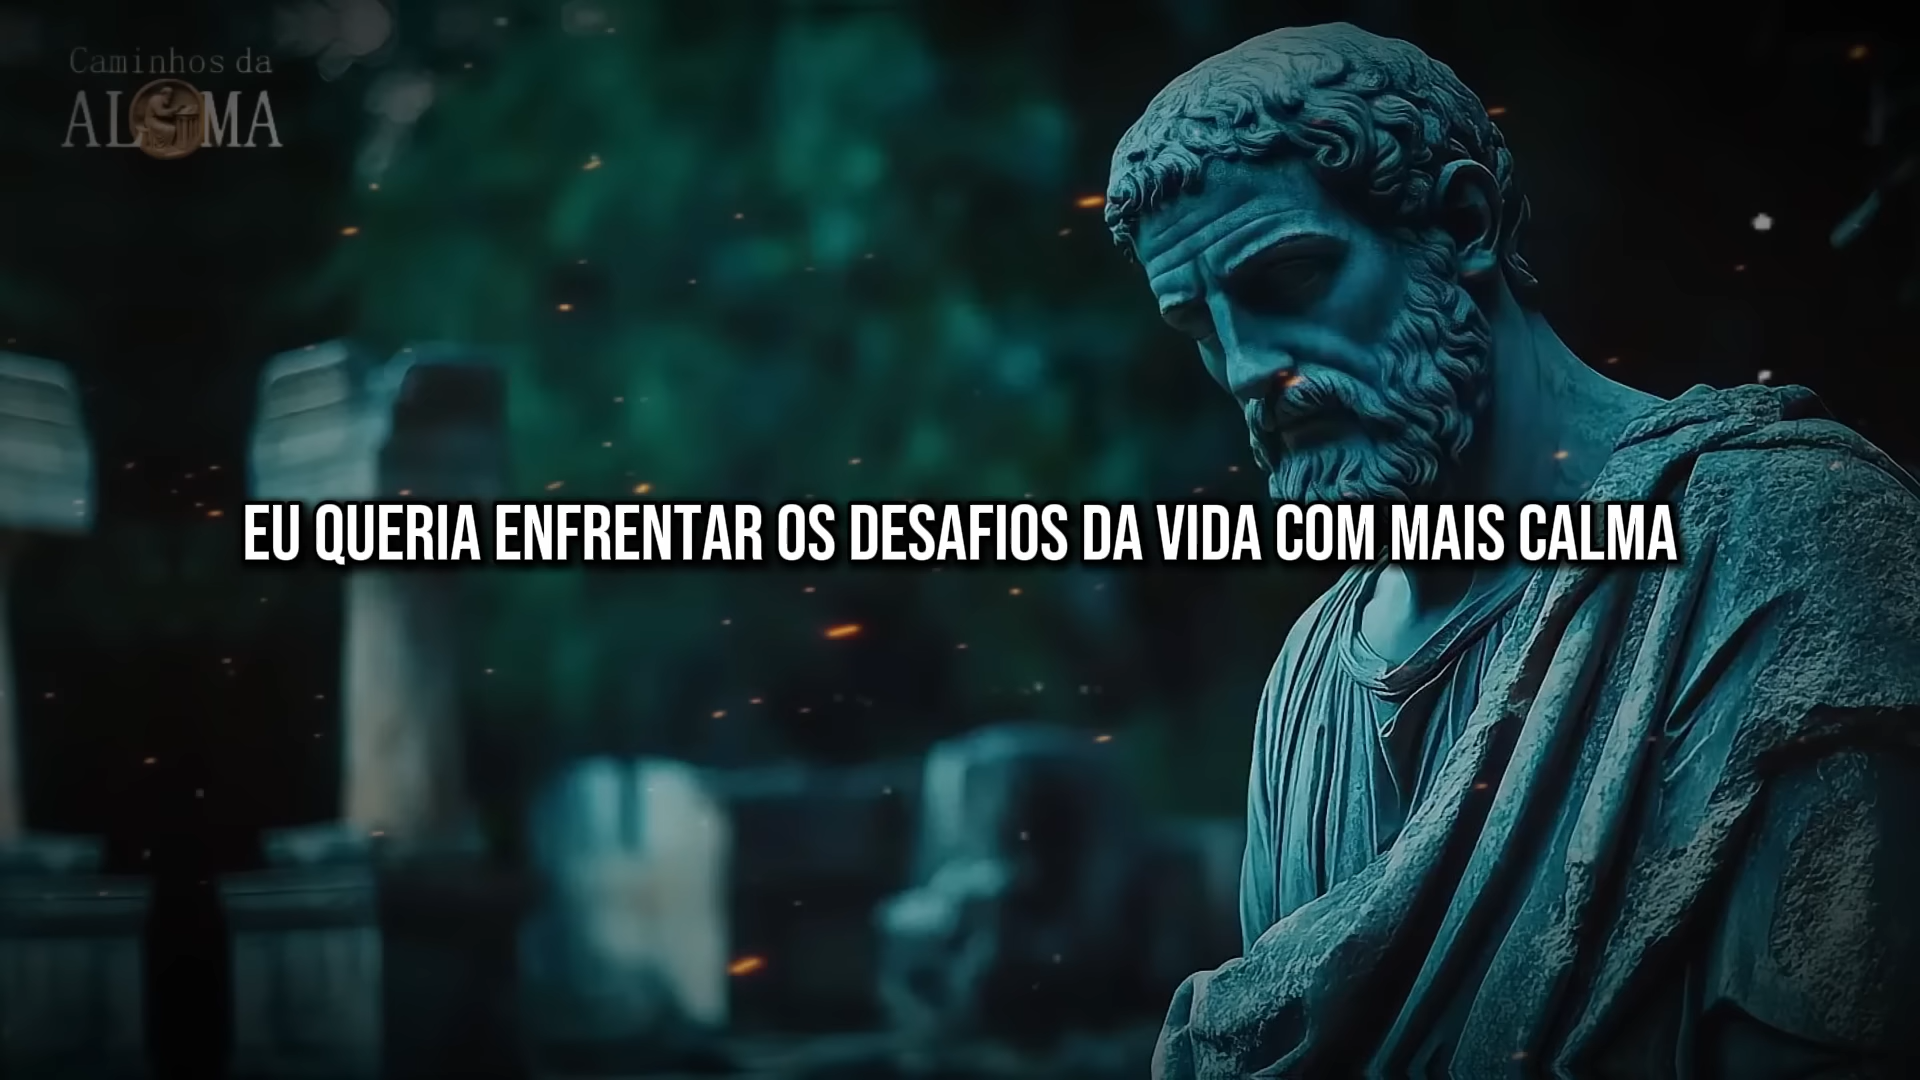 Caminhos da
ALMA
EU QUERIA ENFRENTAR OS DESAFIOS DA VIDA COM MAIS CALMA